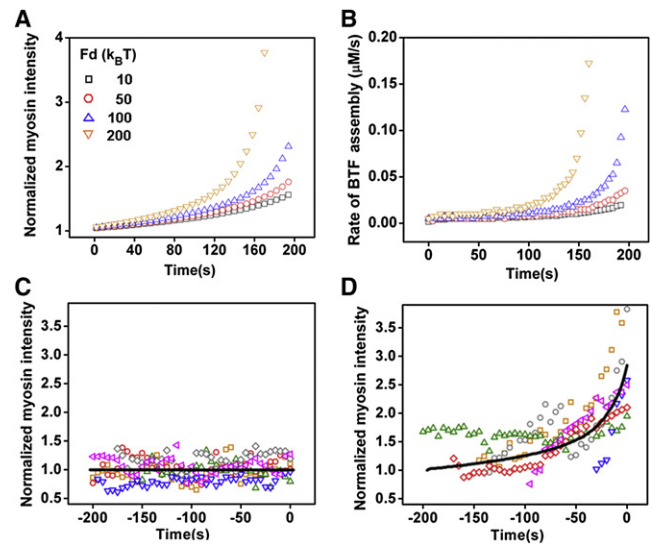 A
Normalized myosin intensity
4
3
2
1
Fd (kBT)
10
50
100
200
0 40 80 120 160 200
Time(s)
B
Rate of BTF assembly (μM/s)
0.20
0.15
0.10
0.05
0.00
0 50 100 150 200
Time(s)
C
Normalized myosin intensity
3.5
3.0
2.5
2.0
1.5
1.0
0.5
-200 -150 -100 -50 0
Time(s)
D
Normalized myosin intensity
3.5
3.0
2.5
2.0
1.5
1.0
0.5
-200 -150 -100 -50 0
Time(s)